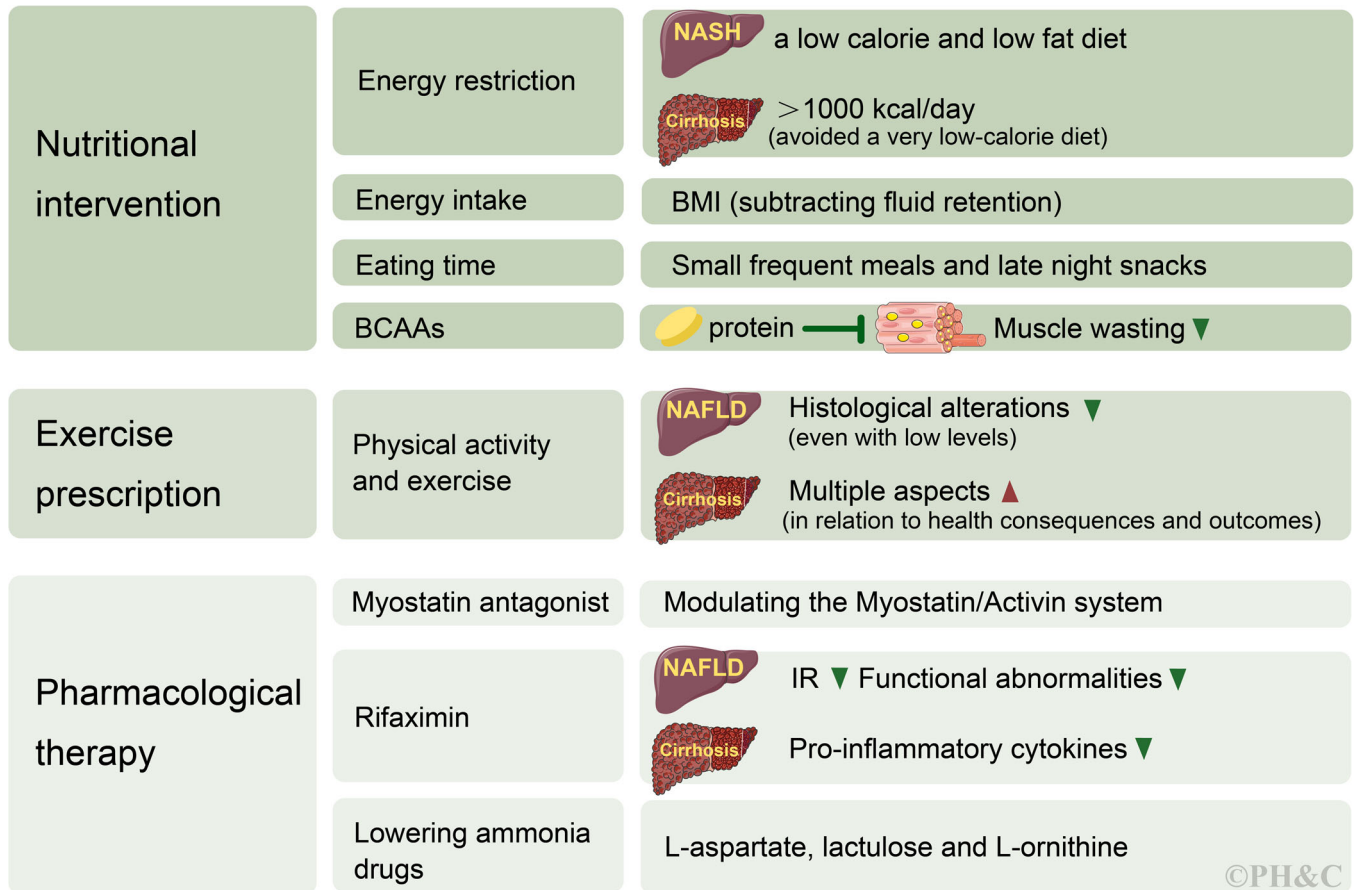 Nutritional
intervention
Energy restriction
NASH
a low calorie and low fat diet
Cirrhosis
>1000 kcal/day
(avoided a very low-calorie diet)
Energy intake
BMI (subtracting fluid retention)
Eating time
Small frequent meals and late night snacks
BCAAs
protein
Muscle wasting ▼
Exercise
prescription
Physical activity
and exercise
NAFLD
Histological alterations ▼
(even with low levels)
Cirrhosis
Multiple aspects ▲
(in relation to health consequences and outcomes)
Pharmacological
therapy
Myostatin antagonist
Modulating the Myostatin/Activin system
Rifaximin
NAFLD
IR ▼ Functional abnormalities ▼
Cirrhosis
Pro-inflammatory cytokines ▼
Lowering ammonia
drugs
L-aspartate, lactulose and L-ornithine
©PH&C